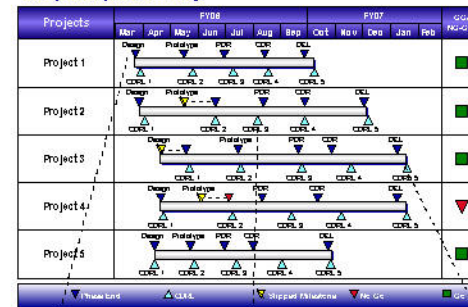 Projects FY06 FY07
Mar Apr May Jun Jul Aug Sep Oct Nov Dec Jan Feb
Design Prototype PDR CDR DEL
Project 1
CDRL 1 CDRL 2 CDRL 3 CDRL 4 CDRL 5
Design Prototype PDR CDR DEL
Project 2
CDRL 1 CDRL 2 CDRL 3 CDRL 4 CDRL 5
Design Prototype PDR CDR DEL
Project 3
CDRL 1 CDRL 2 CDRL 3 CDRL 4 CDRL 5
Design Prototype PDR CDR DEL
Project 4
CDRL 1 CDRL 2 CDRL 3 CDRL 4 CDRL 5
Design Prototype PDR CDR DEL
Project 5
CDRL 1 CDRL 2 CDRL 3 CDRL 4 CDRL 5
Phase End CDRL Slipped Milestone No Go Go